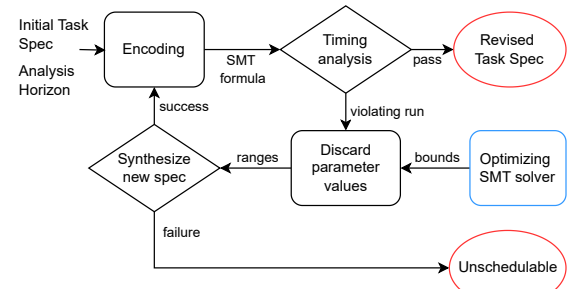 Initial Task
Spec
Analysis
Horizon
Encoding
SMT
formula
Timing
analysis
pass
Revised
Task Spec
success
violating run
Synthesize
new spec
ranges
Discard
parameter
values
bounds
Optimizing
SMT solver
failure
Unschedulable